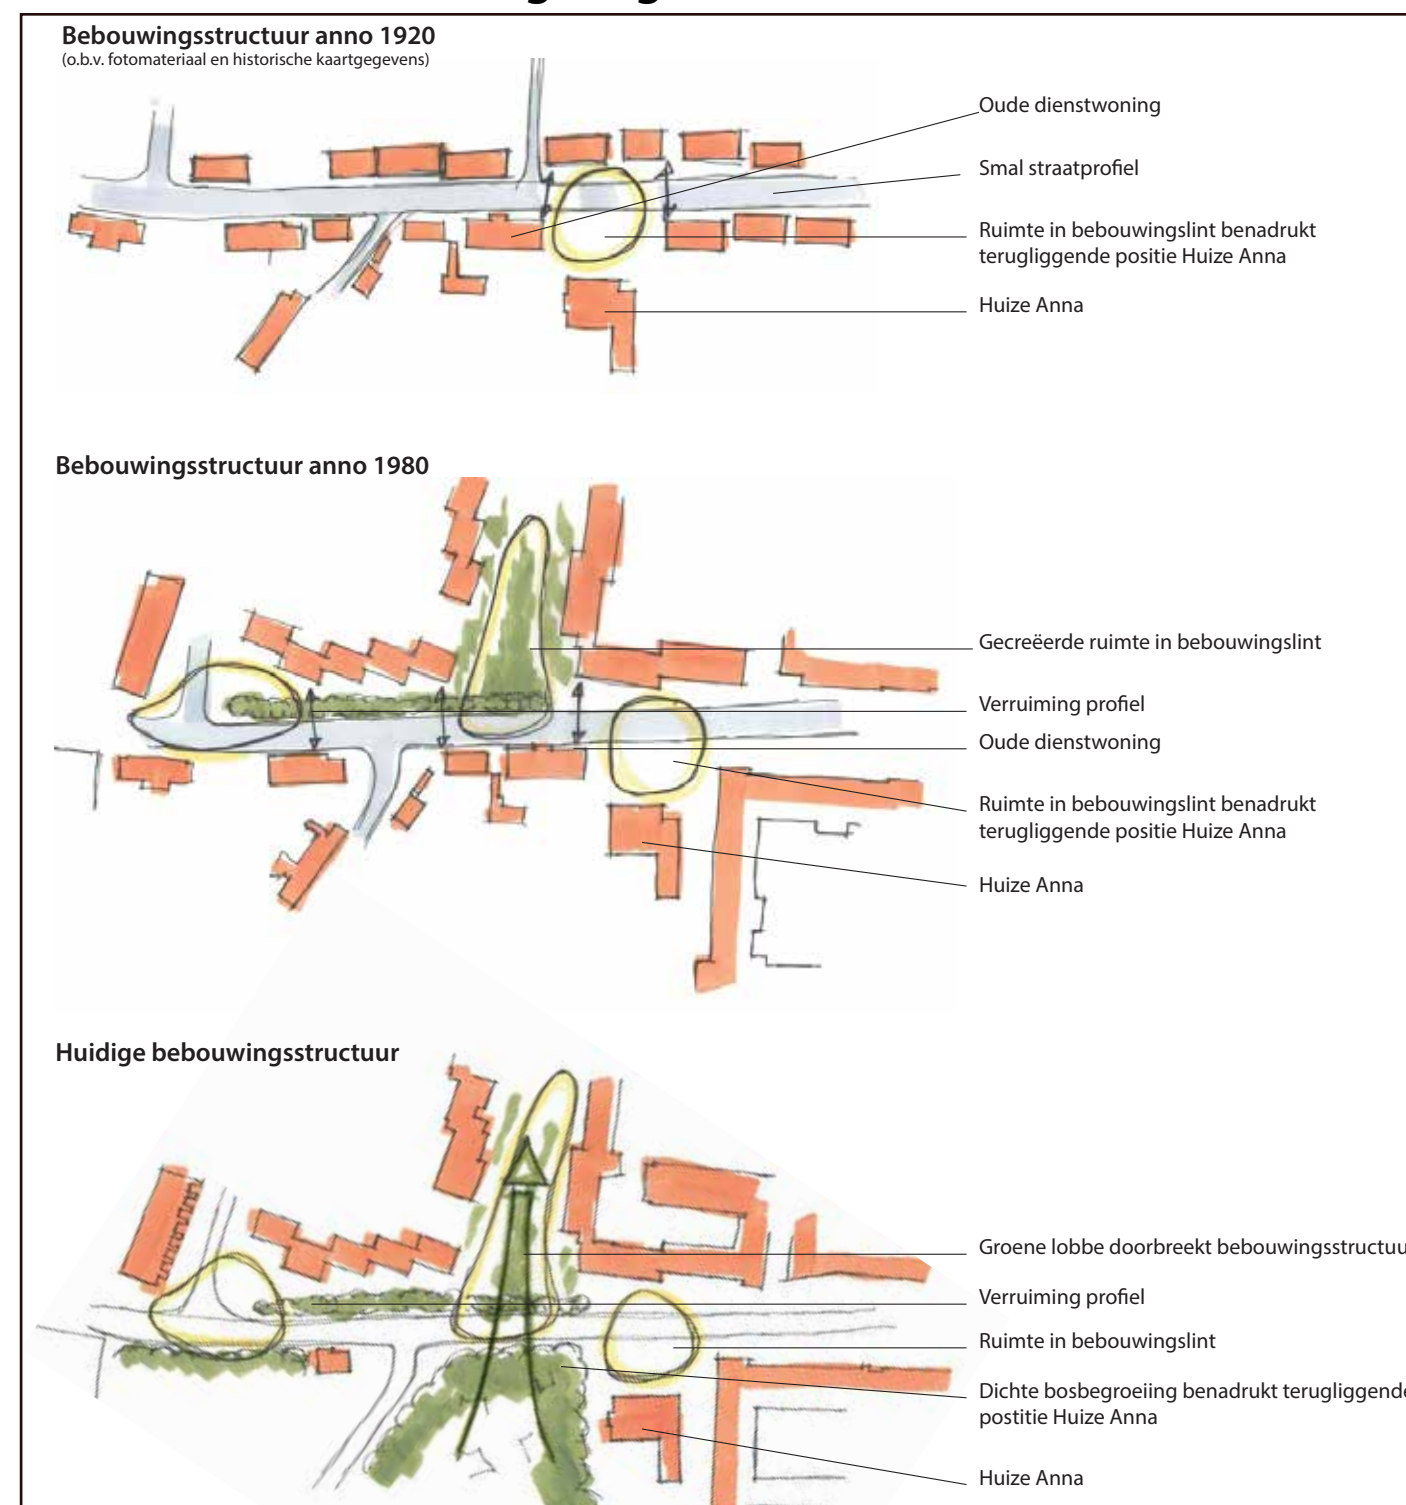 Bebouwingsstructuur anno 1920
(o.b.v. fotomateriaal en historische kaartgegevens)
Oude dienstwoning
Smal straatprofiel
Ruimte in bebouwingslint benadrukt
terugliggende positie Huize Anna
Huize Anna
Bebouwingsstructuur anno 1980
Gecreëerde ruimte in bebouwingslint
Verruiming profiel
Oude dienstwoning
Ruimte in bebouwingslint benadrukt
terugliggende positie Huize Anna
Huize Anna
Huidige bebouwingsstructuur
Groene lobbe doorbreekt bebouwingsstructuu
Verruiming profiel
Ruimte in bebouwingslint
Dichte bosbegroeiing benadrukt terugliggende
postitie Huize Anna
Huize Anna